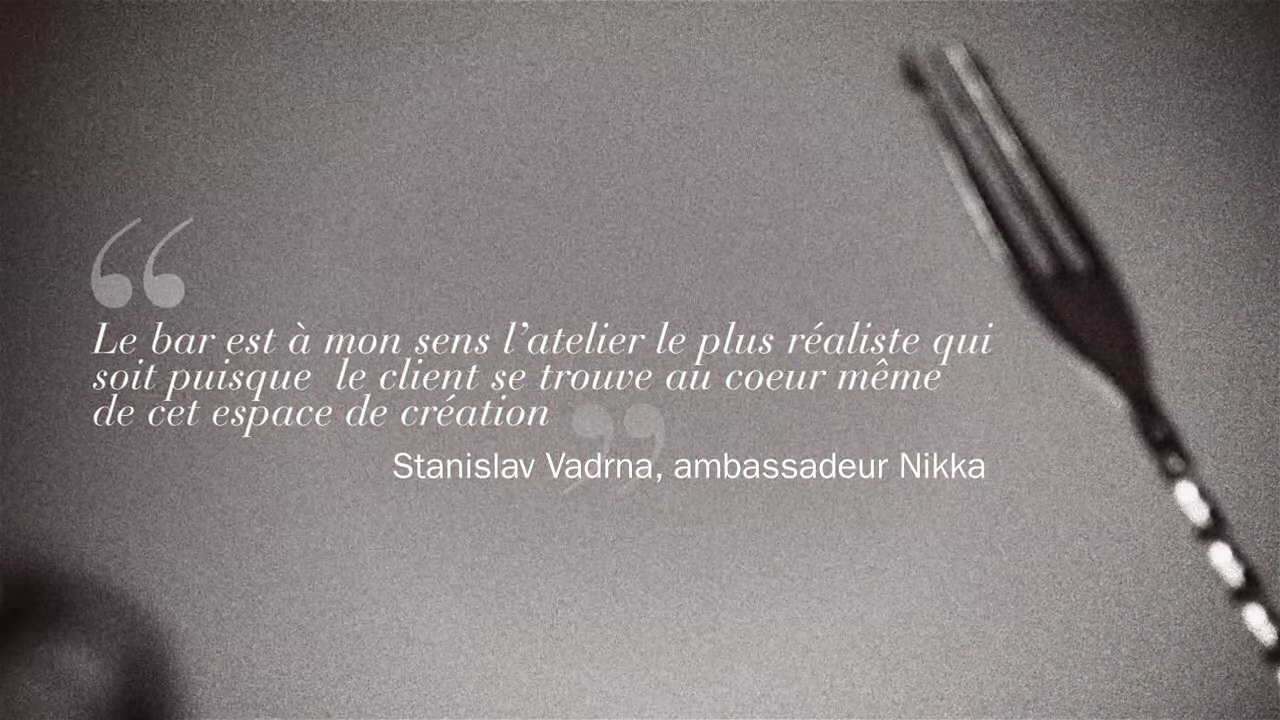 “
Le bar est à mon sens l’atelier le plus réaliste qui
soit puisque  le client se trouve au coeur même
de cet espace de création ”
Stanislav Vadrna, ambassadeur Nikka